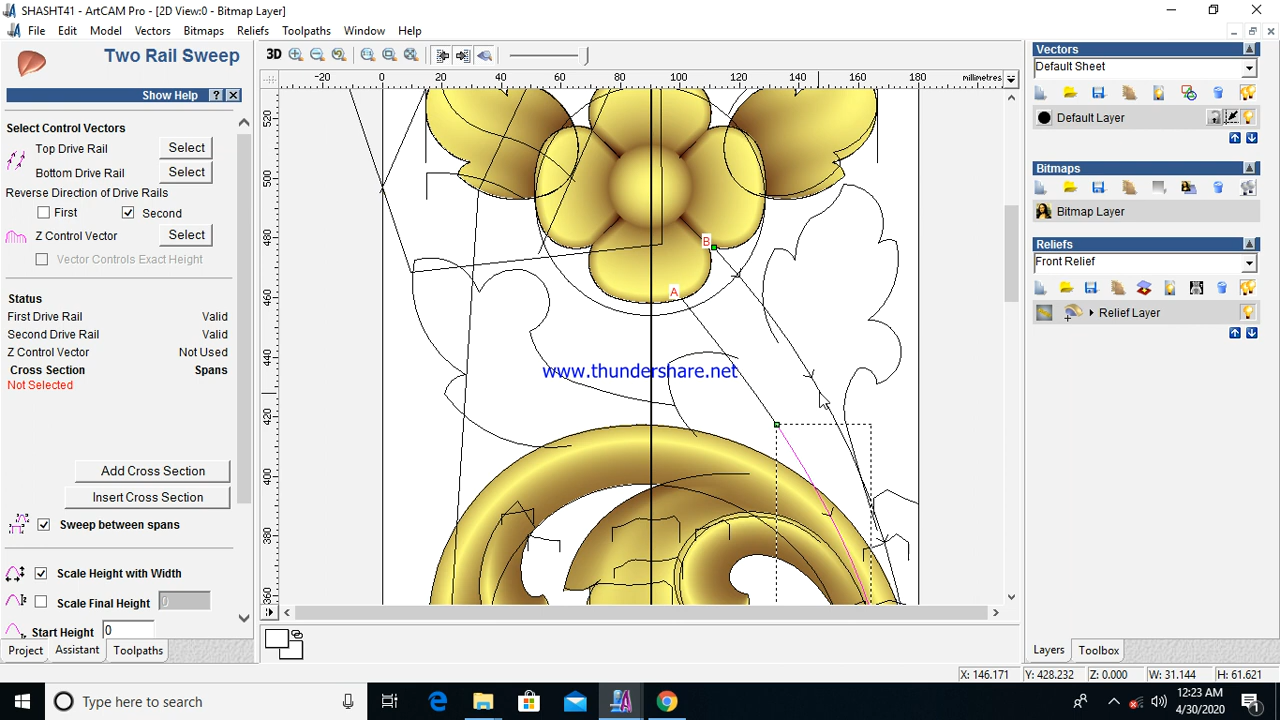 SHASHT41 - ArtCAM Pro - [2D View:0 - Bitmap Layer]
File Edit Model Vectors Bitmaps Reliefs Toolpaths Window Help
Two Rail Sweep
Show Help ? X
Select Control Vectors
Top Drive Rail Select
Bottom Drive Rail Select
Reverse Direction of Drive Rails
First Second
Z Control Vector Select
Vector Controls Exact Height
Status
First Drive Rail Valid
Second Drive Rail Valid
Z Control Vector Not Used
Cross Section Spans
Not Selected
Add Cross Section
Insert Cross Section
Sweep between spans
Scale Height with Width
Scale Final Height 0
Start Height 0
Project Assistant Toolpaths
3D
-20 0 20 40 60 80 100 120 140 160 180 millimetres
520
500
480
460
440
420
400
380
360
B
A
www.thundershare.net
Vectors
Default Sheet
Default Layer
Bitmaps
Bitmap Layer
Reliefs
Front Relief
Relief Layer
Layers Toolbox
X: 146.171 Y: 428.232 Z: 0.000 W: 31.144 H: 61.621
Type here to search
12:23 AM
4/30/2020
1